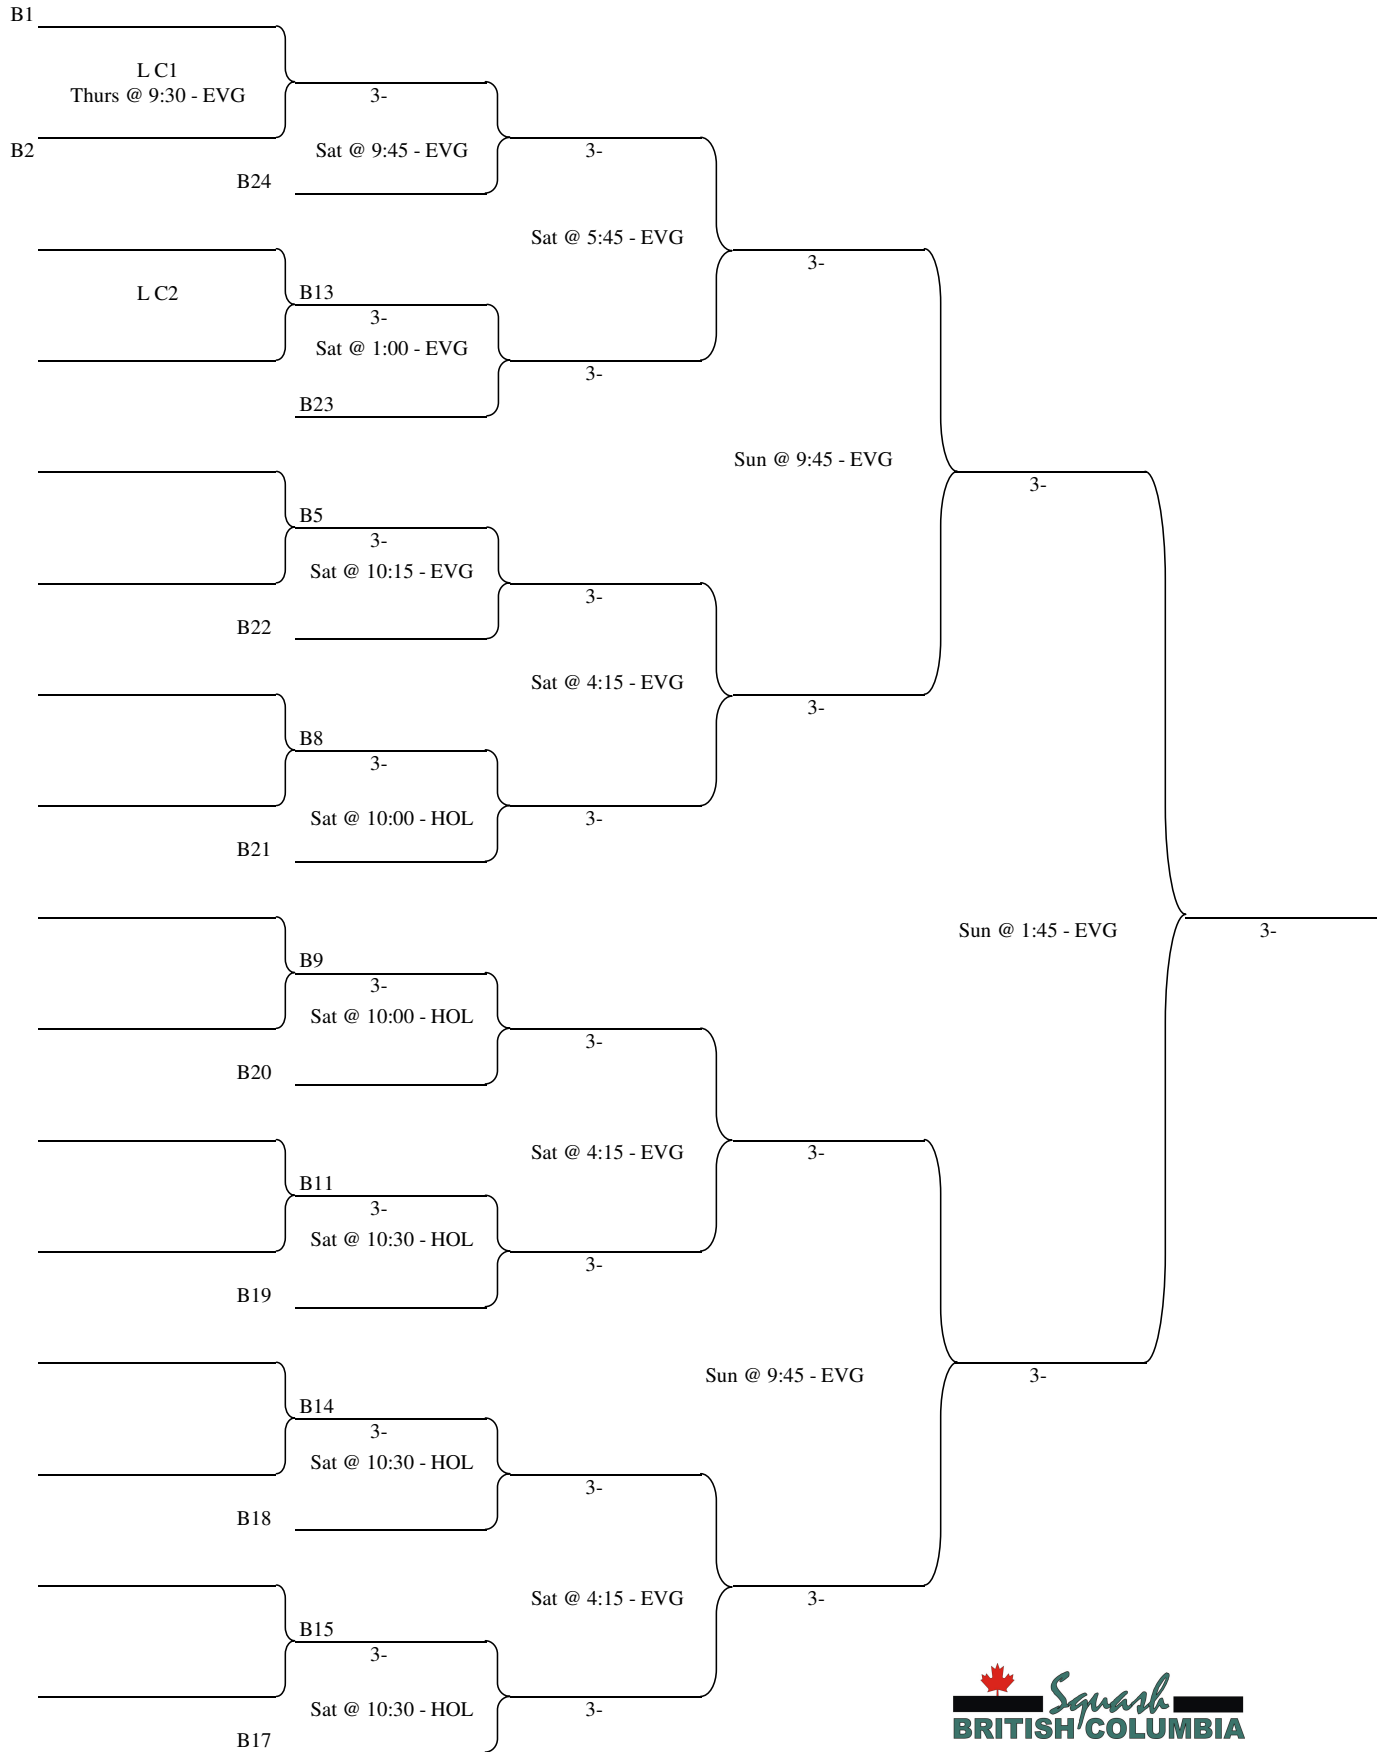 B1
L C1
Thurs @ 9:30 - EVG
3-
B2
Sat @ 9:45 - EVG
3-
B24
Sat @ 5:45 - EVG
3-
L C2
B13
3-
Sat @ 1:00 - EVG
3-
B23
Sun @ 9:45 - EVG
3-
B5
3-
Sat @ 10:15 - EVG
3-
B22
Sat @ 4:15 - EVG
3-
B8
3-
Sat @ 10:00 - HOL
3-
B21
Sun @ 1:45 - EVG
3-
B9
3-
Sat @ 10:00 - HOL
3-
B20
Sat @ 4:15 - EVG
3-
B11
3-
Sat @ 10:30 - HOL
3-
B19
Sun @ 9:45 - EVG
3-
B14
3-
Sat @ 10:30 - HOL
3-
B18
Sat @ 4:15 - EVG
3-
B15
3-
Sat @ 10:30 - HOL
3-
B17
Squash
BRITISH COLUMBIA